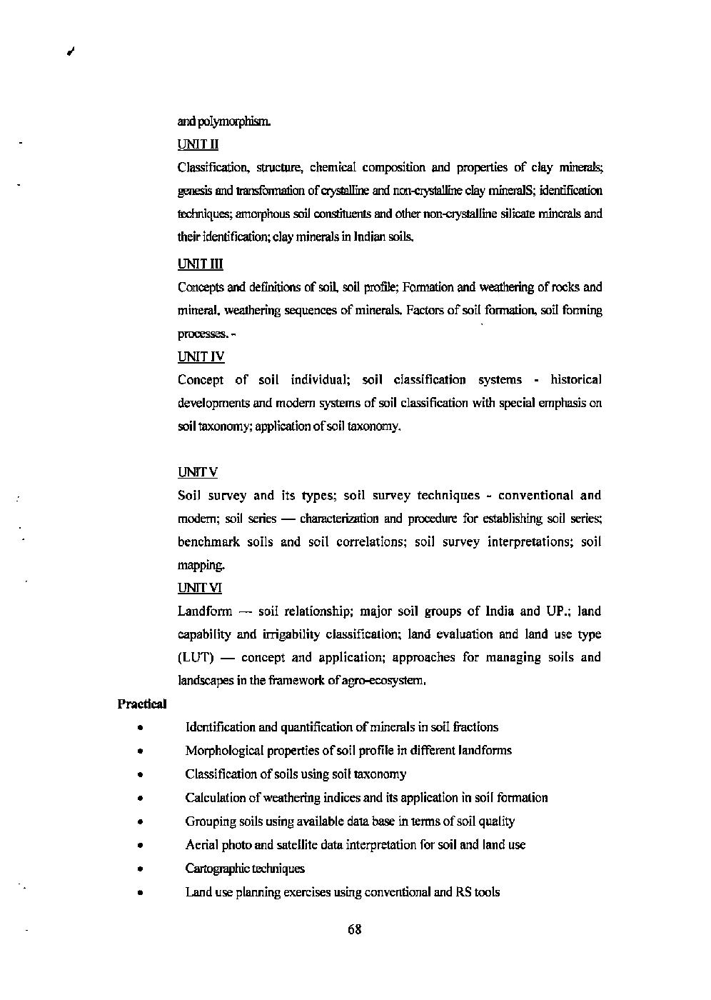 and polymorphism.
UNIT II
Classification, structure, chemical composition and properties of clay minerals;
genesis and transformation of crystalline and non-crystalline clay mineralS; identification
techniques; amorphous soil constituents and other non-crystalline silicate minerals and
their identification; clay minerals in Indian soils.
UNIT III
Concepts and definitions of soil, soil profile; Formation and weathering of rocks and
mineral, weathering sequences of minerals. Factors of soil formation, soil forming
processes. -
UNIT IV
Concept of soil individual; soil classification systems - historical
developments and modern systems of soil classification with special emphasis on
soil taxonomy; application of soil taxonomy.
UNIT V
Soil survey and its types; soil survey techniques - conventional and
modern; soil series — characterization and procedure for establishing soil series;
benchmark soils and soil correlations; soil survey interpretations; soil
mapping.
UNIT VI
Landform — soil relationship; major soil groups of India and UP.; land
capability and irrigability classification; land evaluation and land use type
(LUT) — concept and application; approaches for managing soils and
landscapes in the framework of agro-ecosystem.
Practical
• Identification and quantification of minerals in soil fractions
• Morphological properties of soil profile in different landforms
• Classification of soils using soil taxonomy
• Calculation of weathering indices and its application in soil formation
• Grouping soils using available data base in terms of soil quality
• Aerial photo and satellite data interpretation for soil and land use
• Cartographic techniques
• Land use planning exercises using conventional and RS tools
68